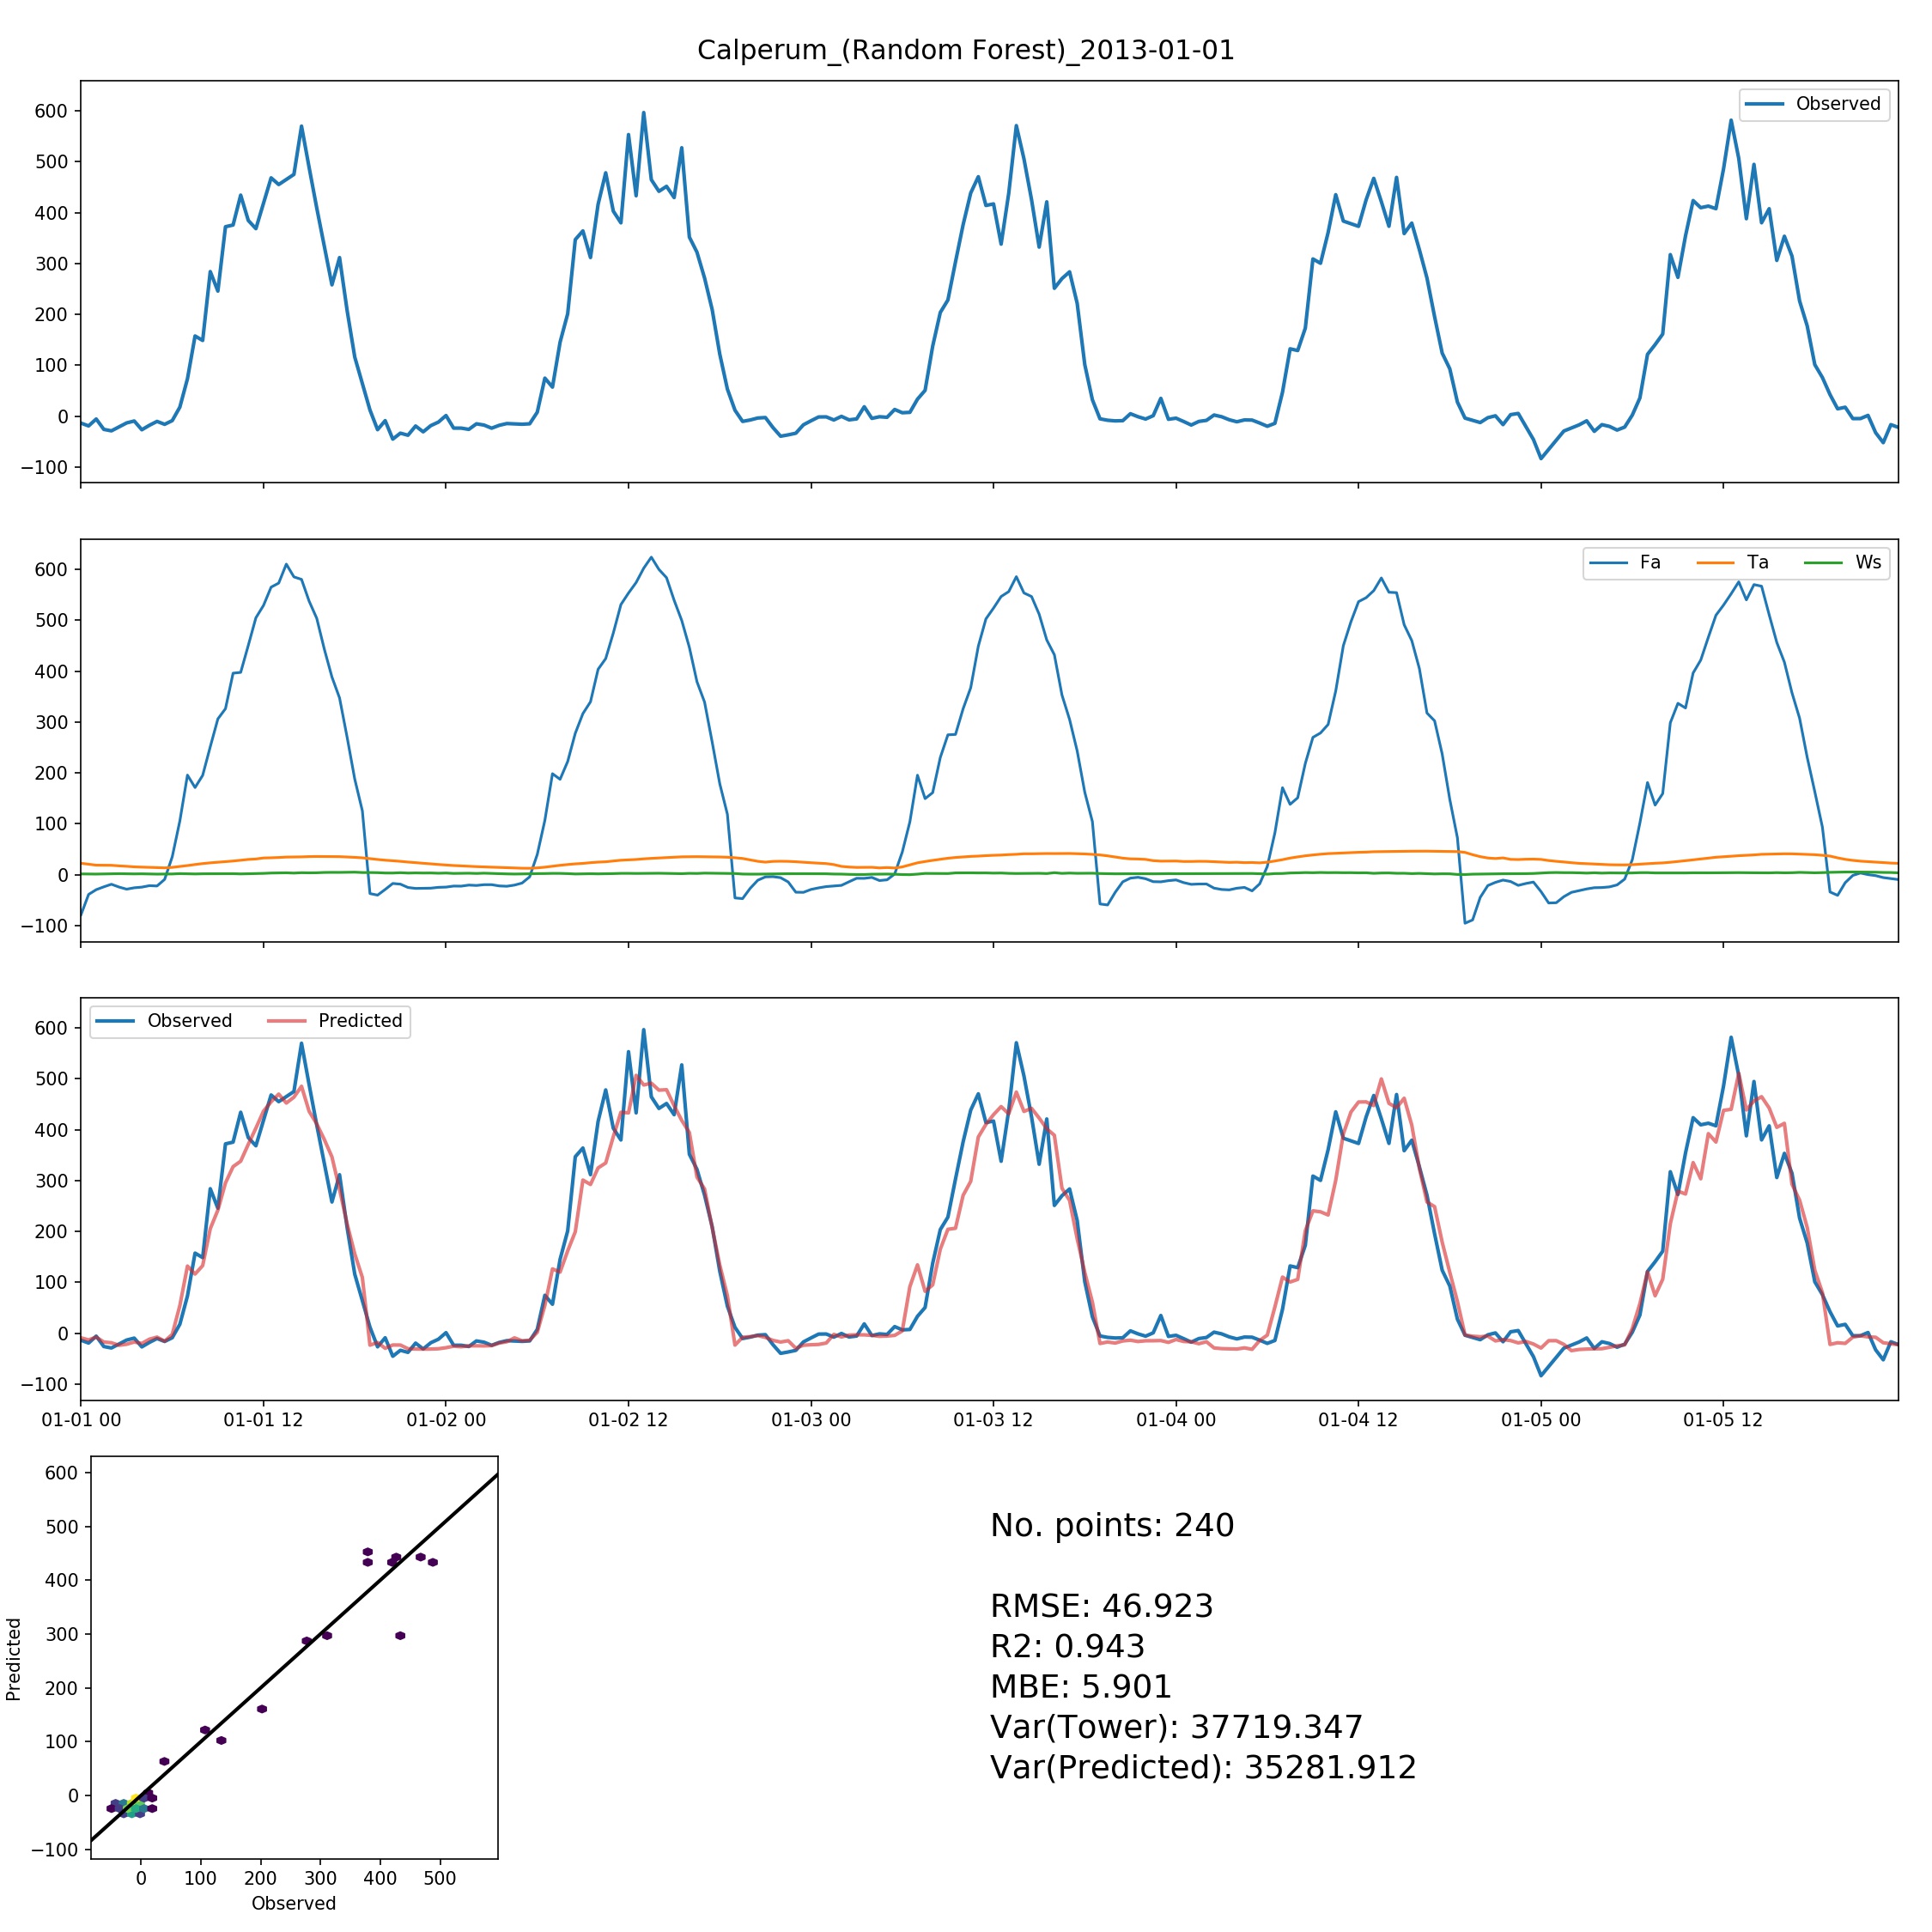 Calperum_(Random Forest)_2013-01-01
Observed
600
500
400
300
200
100
0
−100
Fa Ta Ws
600
500
400
300
200
100
0
−100
Observed Predicted
600
500
400
300
200
100
0
−100
01-01 00 01-01 12 01-02 00 01-02 12 01-03 00 01-03 12 01-04 00 01-04 12 01-05 00 01-05 12
600
500
400
300
200
100
0
−100
Predicted
0 100 200 300 400 500
Observed
No. points: 240
RMSE: 46.923
R2: 0.943
MBE: 5.901
Var(Tower): 37719.347
Var(Predicted): 35281.912